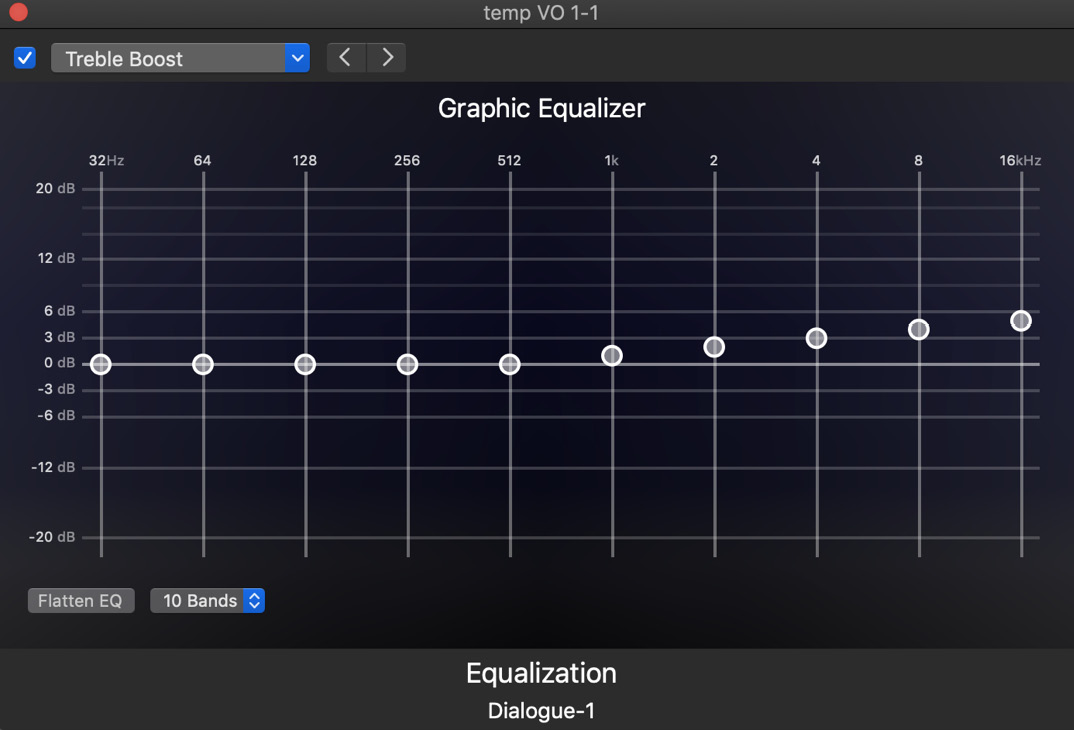 temp VO 1-1
Treble Boost
Graphic Equalizer
32Hz 64 128 256 512 1k 2 4 8 16kHz
20 dB
12 dB
6 dB
3 dB
0 dB
-3 dB
-6 dB
-12 dB
-20 dB
Flatten EQ 10 Bands
Equalization
Dialogue-1